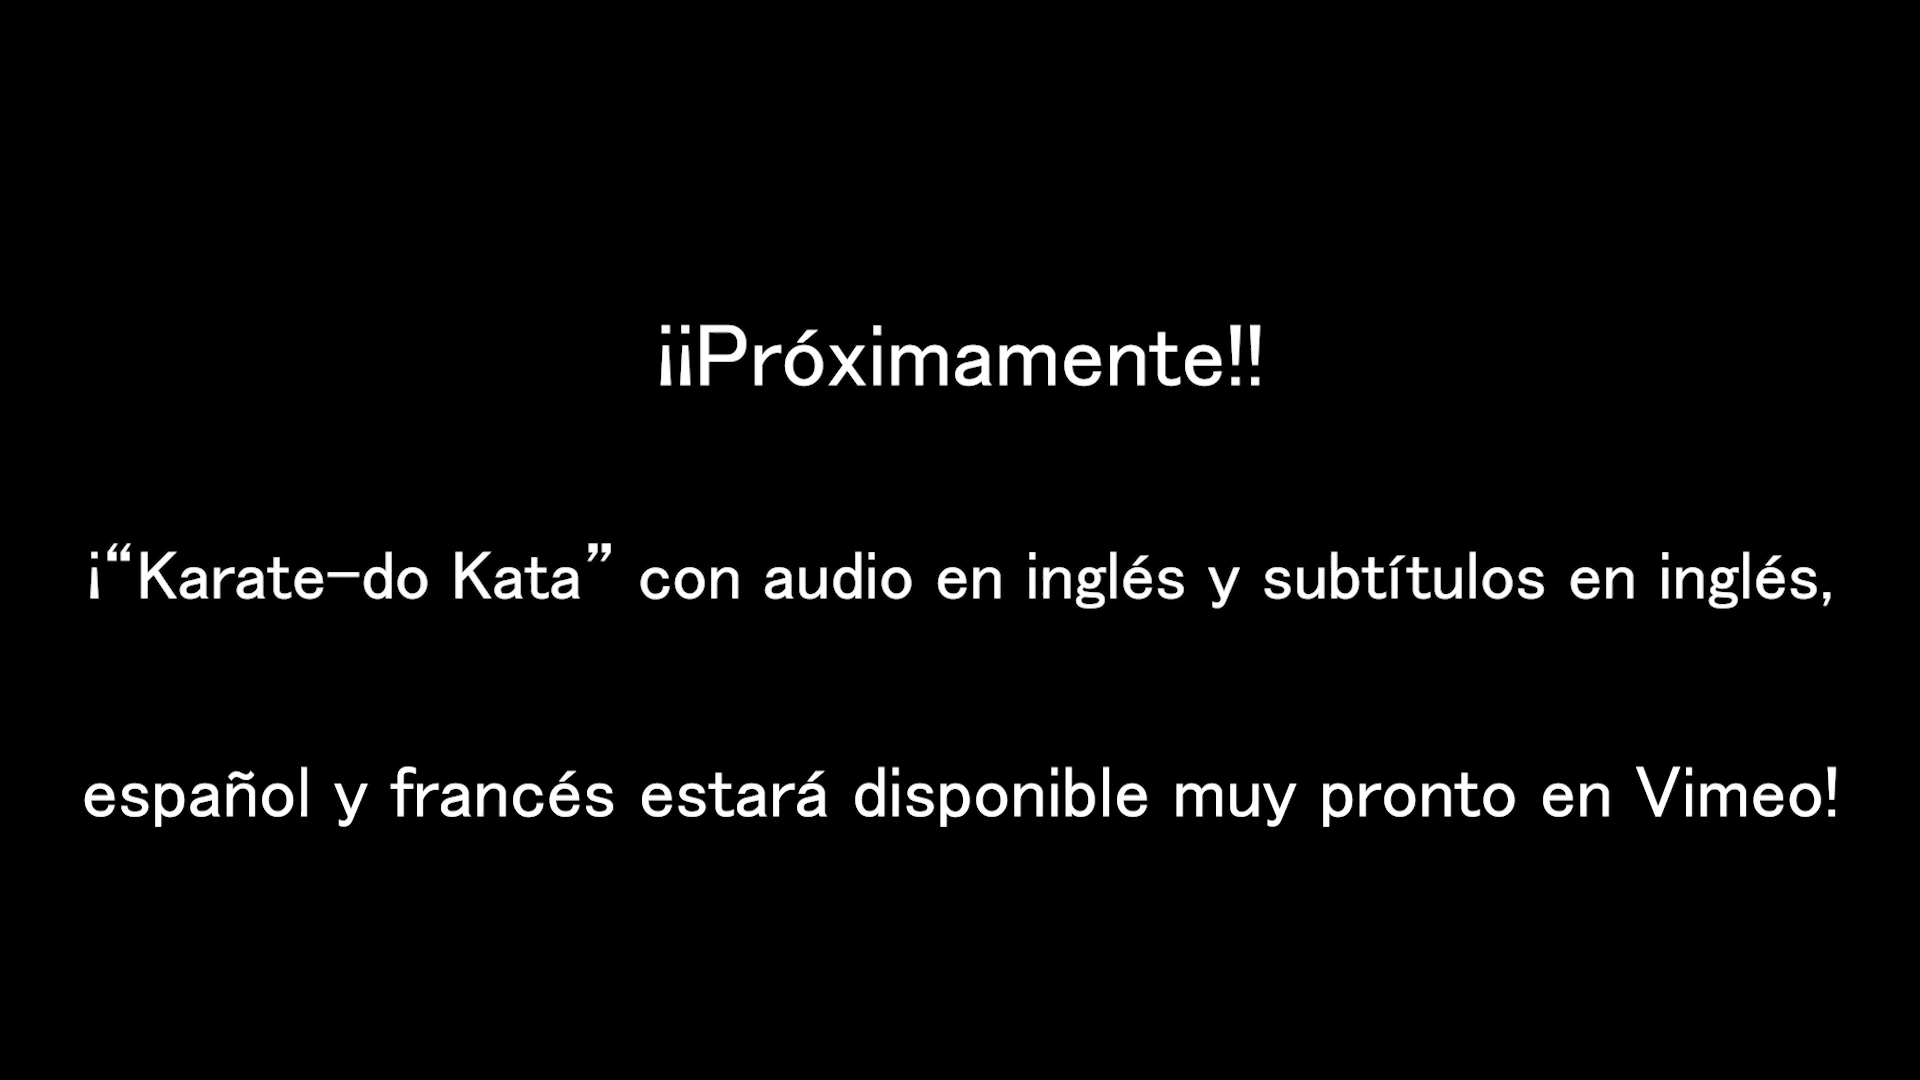 ¡¡Próximamente!!
¡“Karate-do Kata” con audio en inglés y subtítulos en inglés,
español y francés estará disponible muy pronto en Vimeo!